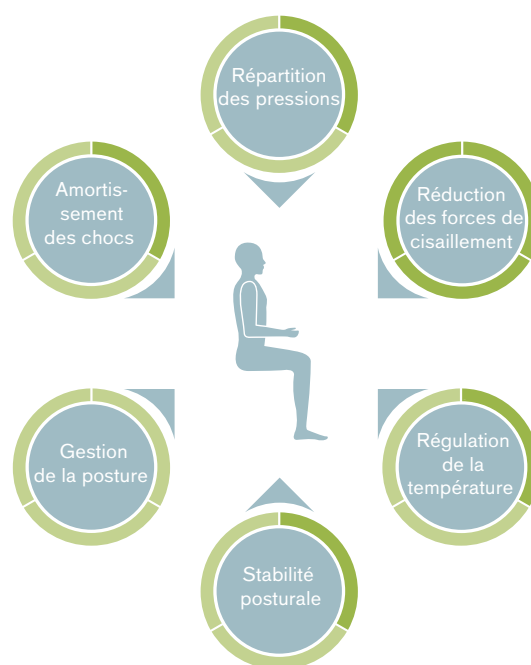 Répartition
des pressions
Amortis-
sement
des chocs
Réduction
des forces de
cisaillement
Gestion
de la posture
Régulation
de la
température
Stabilité
posturale